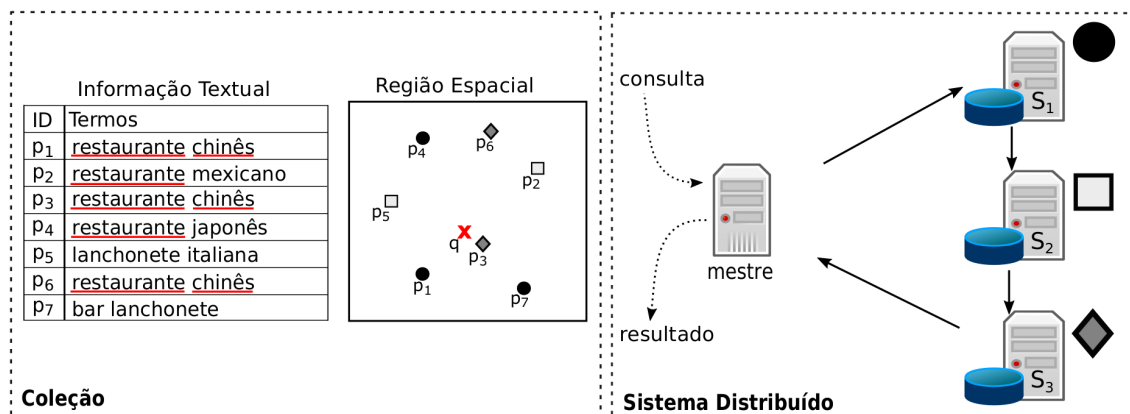 Informação Textual
ID Termos
p1 restaurante chinês
p2 restaurante mexicano
p3 restaurante chinês
p4 restaurante japonês
p5 lanchonete italiana
p6 restaurante chinês
p7 bar lanchonete
Coleção
Região Espacial
p4
p6
p2
p5
q
p3
p1
p7
consulta
mestre
resultado
S1
S2
S3
Sistema Distribuído